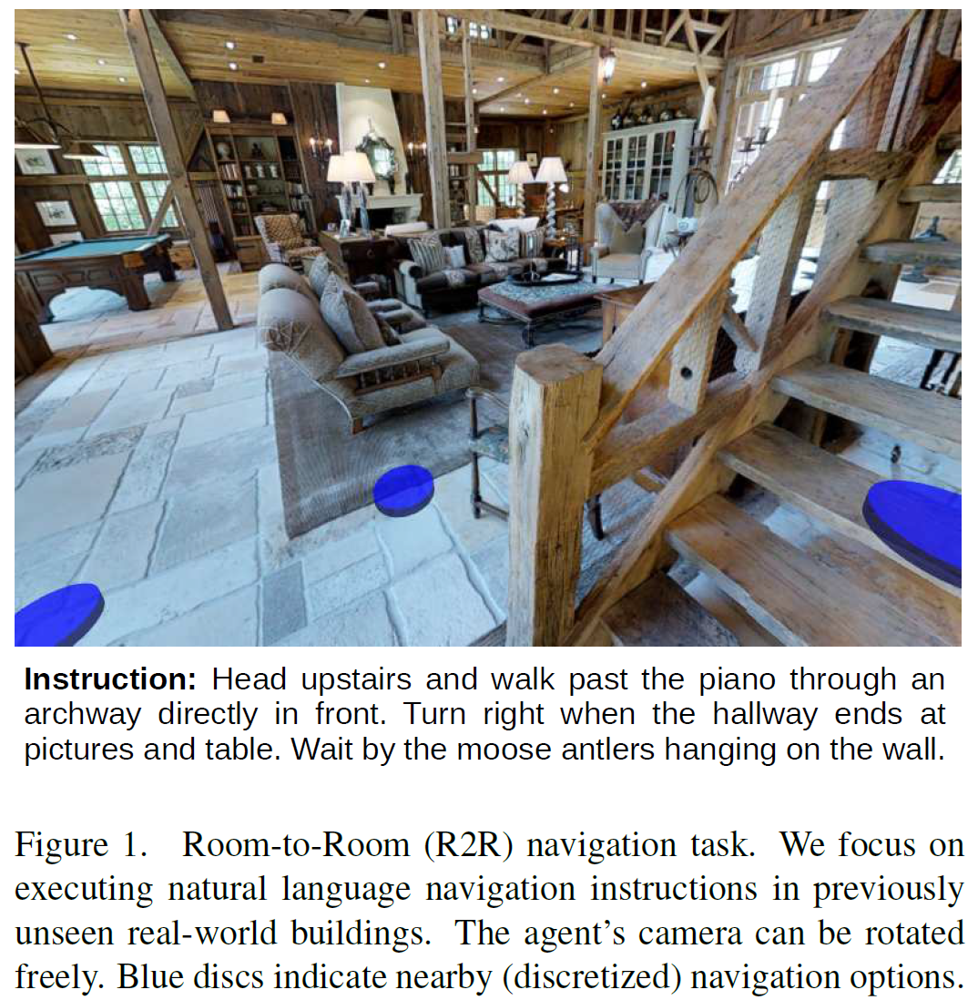 Instruction: Head upstairs and walk past the piano through an
archway directly in front. Turn right when the hallway ends at
pictures and table. Wait by the moose antlers hanging on the wall.
Figure 1. Room-to-Room (R2R) navigation task. We focus on
executing natural language navigation instructions in previously
unseen real-world buildings. The agent's camera can be rotated
freely. Blue discs indicate nearby (discretized) navigation options.